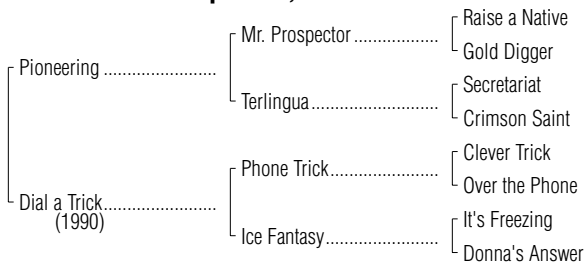 Raise a Native
Mr. Prospector ..................
Gold Digger
Pioneering ........................
Secretariat
Terlingua...........................
Crimson Saint
Clever Trick
Phone Trick.......................
Over the Phone
Dial a Trick........................
(1990)
It's Freezing
Ice Fantasy........................
Donna's Answer